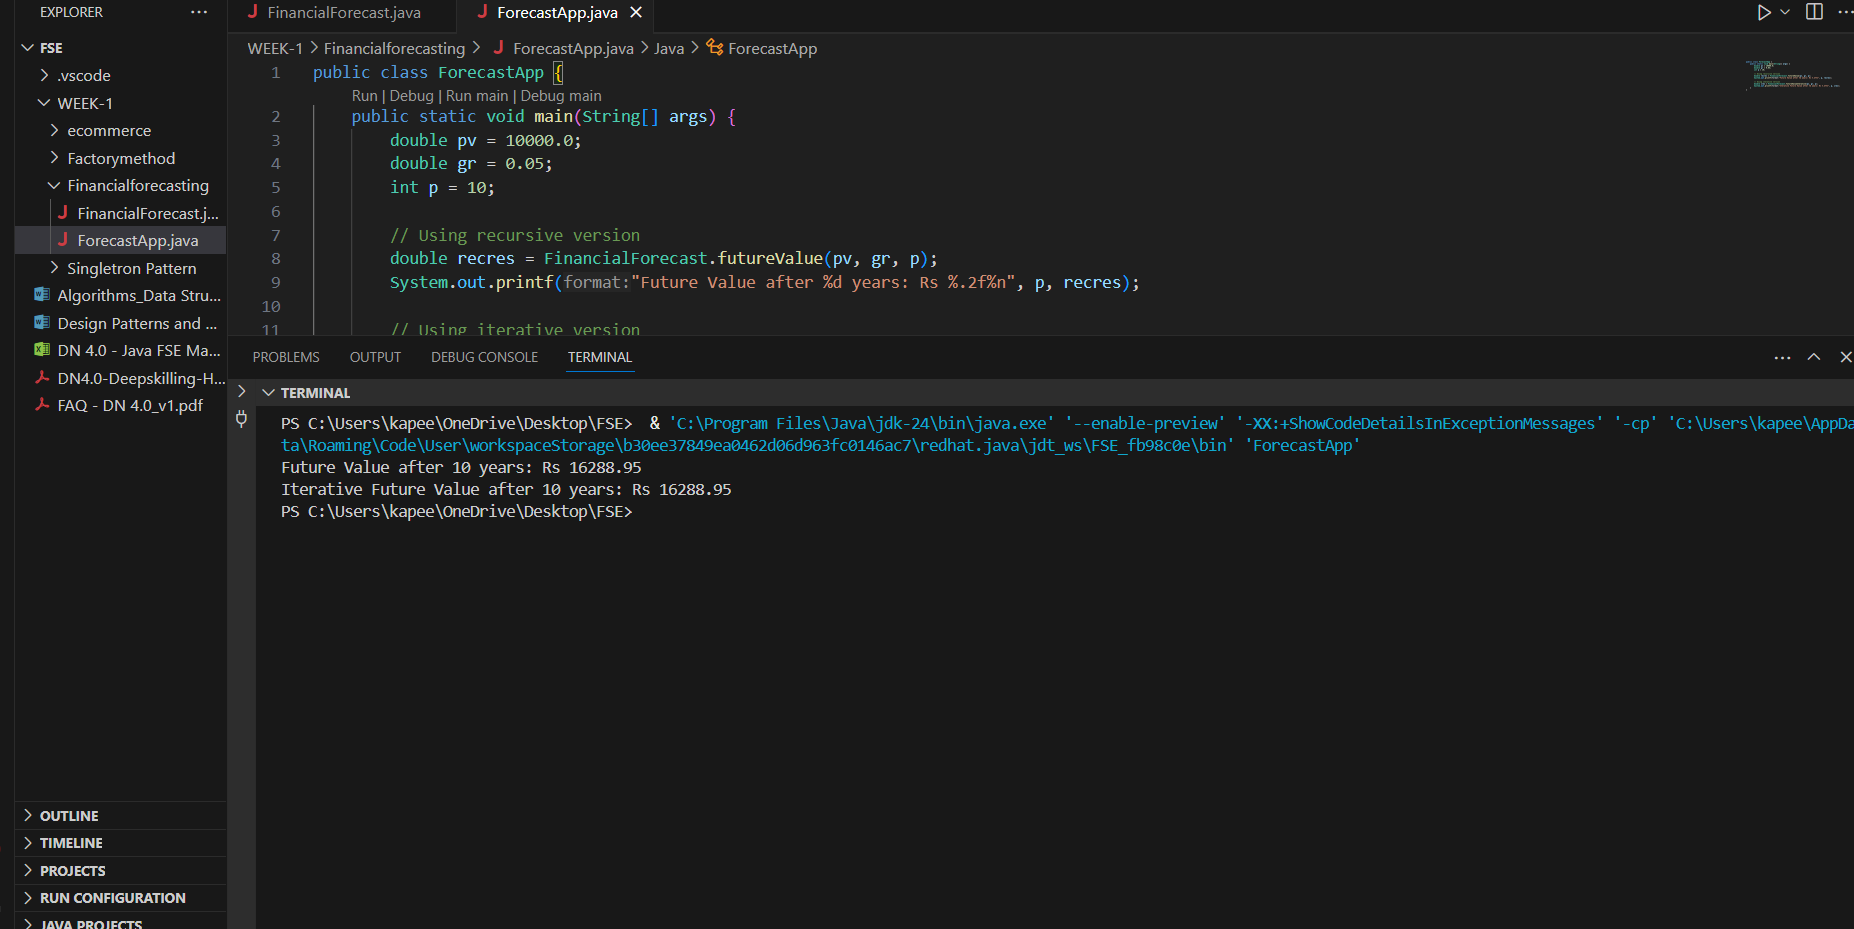 EXPLORER
FSE
.vscode
WEEK-1
ecommerce
Factorymethod
Financialforecasting
FinancialForecast.j...
ForecastApp.java
Singletron Pattern
Algorithms_Data Stru...
Design Patterns and ...
DN 4.0 - Java FSE Ma...
DN4.0-Deepskilling-H...
FAQ - DN 4.0_v1.pdf
OUTLINE
TIMELINE
PROJECTS
RUN CONFIGURATION
JAVA PROJECTS
FinancialForecast.java ForecastApp.java
WEEK-1 > Financialforecasting > ForecastApp.java > Java > ForecastApp
1 public class ForecastApp {
Run | Debug | Run main | Debug main
2 public static void main(String[] args) {
3 double pv = 10000.0;
4 double gr = 0.05;
5 int p = 10;
6
7 // Using recursive version
8 double recres = FinancialForecast.futureValue(pv, gr, p);
9 System.out.printf(format:"Future Value after %d years: Rs %.2f%n", p, recres);
10
11 // Using iterative version
PROBLEMS OUTPUT DEBUG CONSOLE TERMINAL
TERMINAL
PS C:\Users\kapee\OneDrive\Desktop\FSE> & 'C:\Program Files\Java\jdk-24\bin\java.exe' '--enable-preview' '-XX:+ShowCodeDetailsInExceptionMessages' '-cp' 'C:\Users\kapee\AppDa
ta\Roaming\Code\User\workspaceStorage\b30ee37849ea0462d06d963fc0146ac7\redhat.java\jdt_ws\FSE_fb98c0e\bin' 'ForecastApp'
Future Value after 10 years: Rs 16288.95
Iterative Future Value after 10 years: Rs 16288.95
PS C:\Users\kapee\OneDrive\Desktop\FSE>